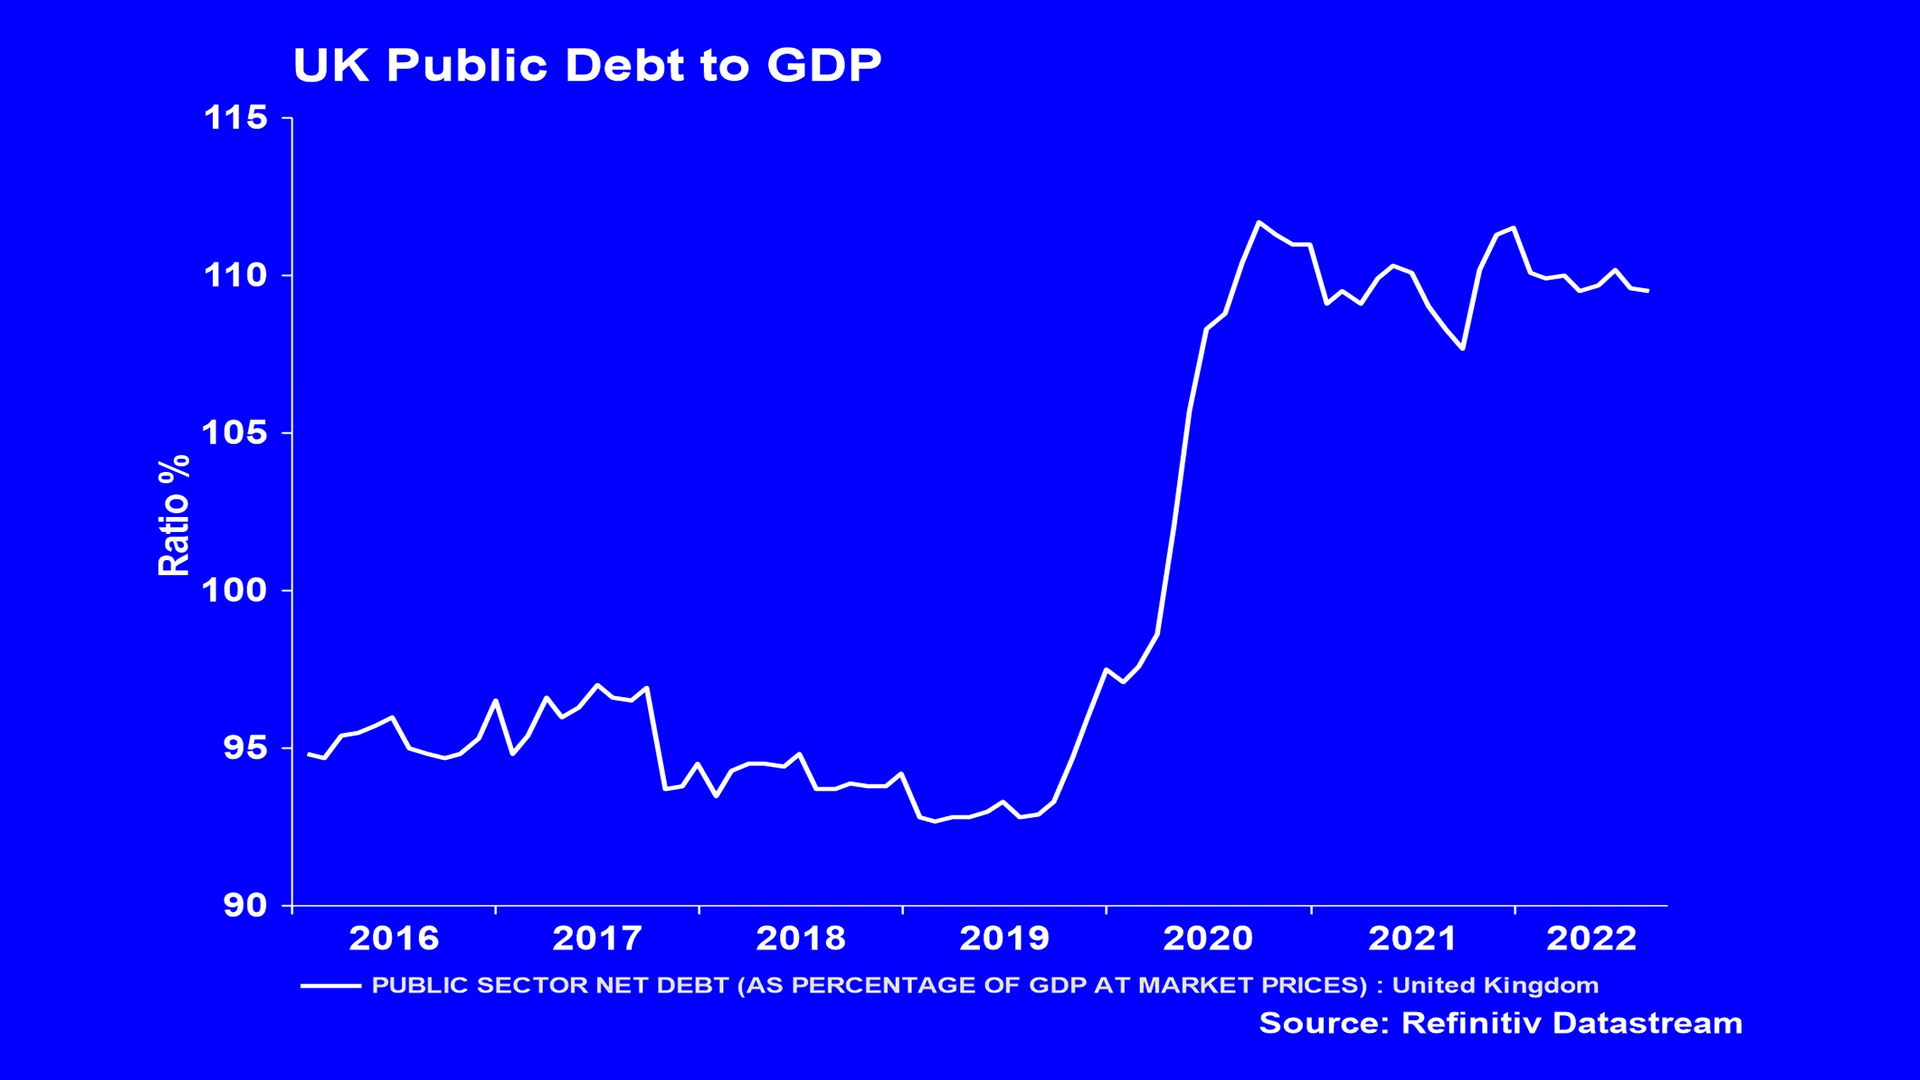 UK Public Debt to GDP
115
110
105
100
95
90
Ratio %
2016 2017 2018 2019 2020 2021 2022
PUBLIC SECTOR NET DEBT (AS PERCENTAGE OF GDP AT MARKET PRICES) : United Kingdom
Source: Refinitiv Datastream